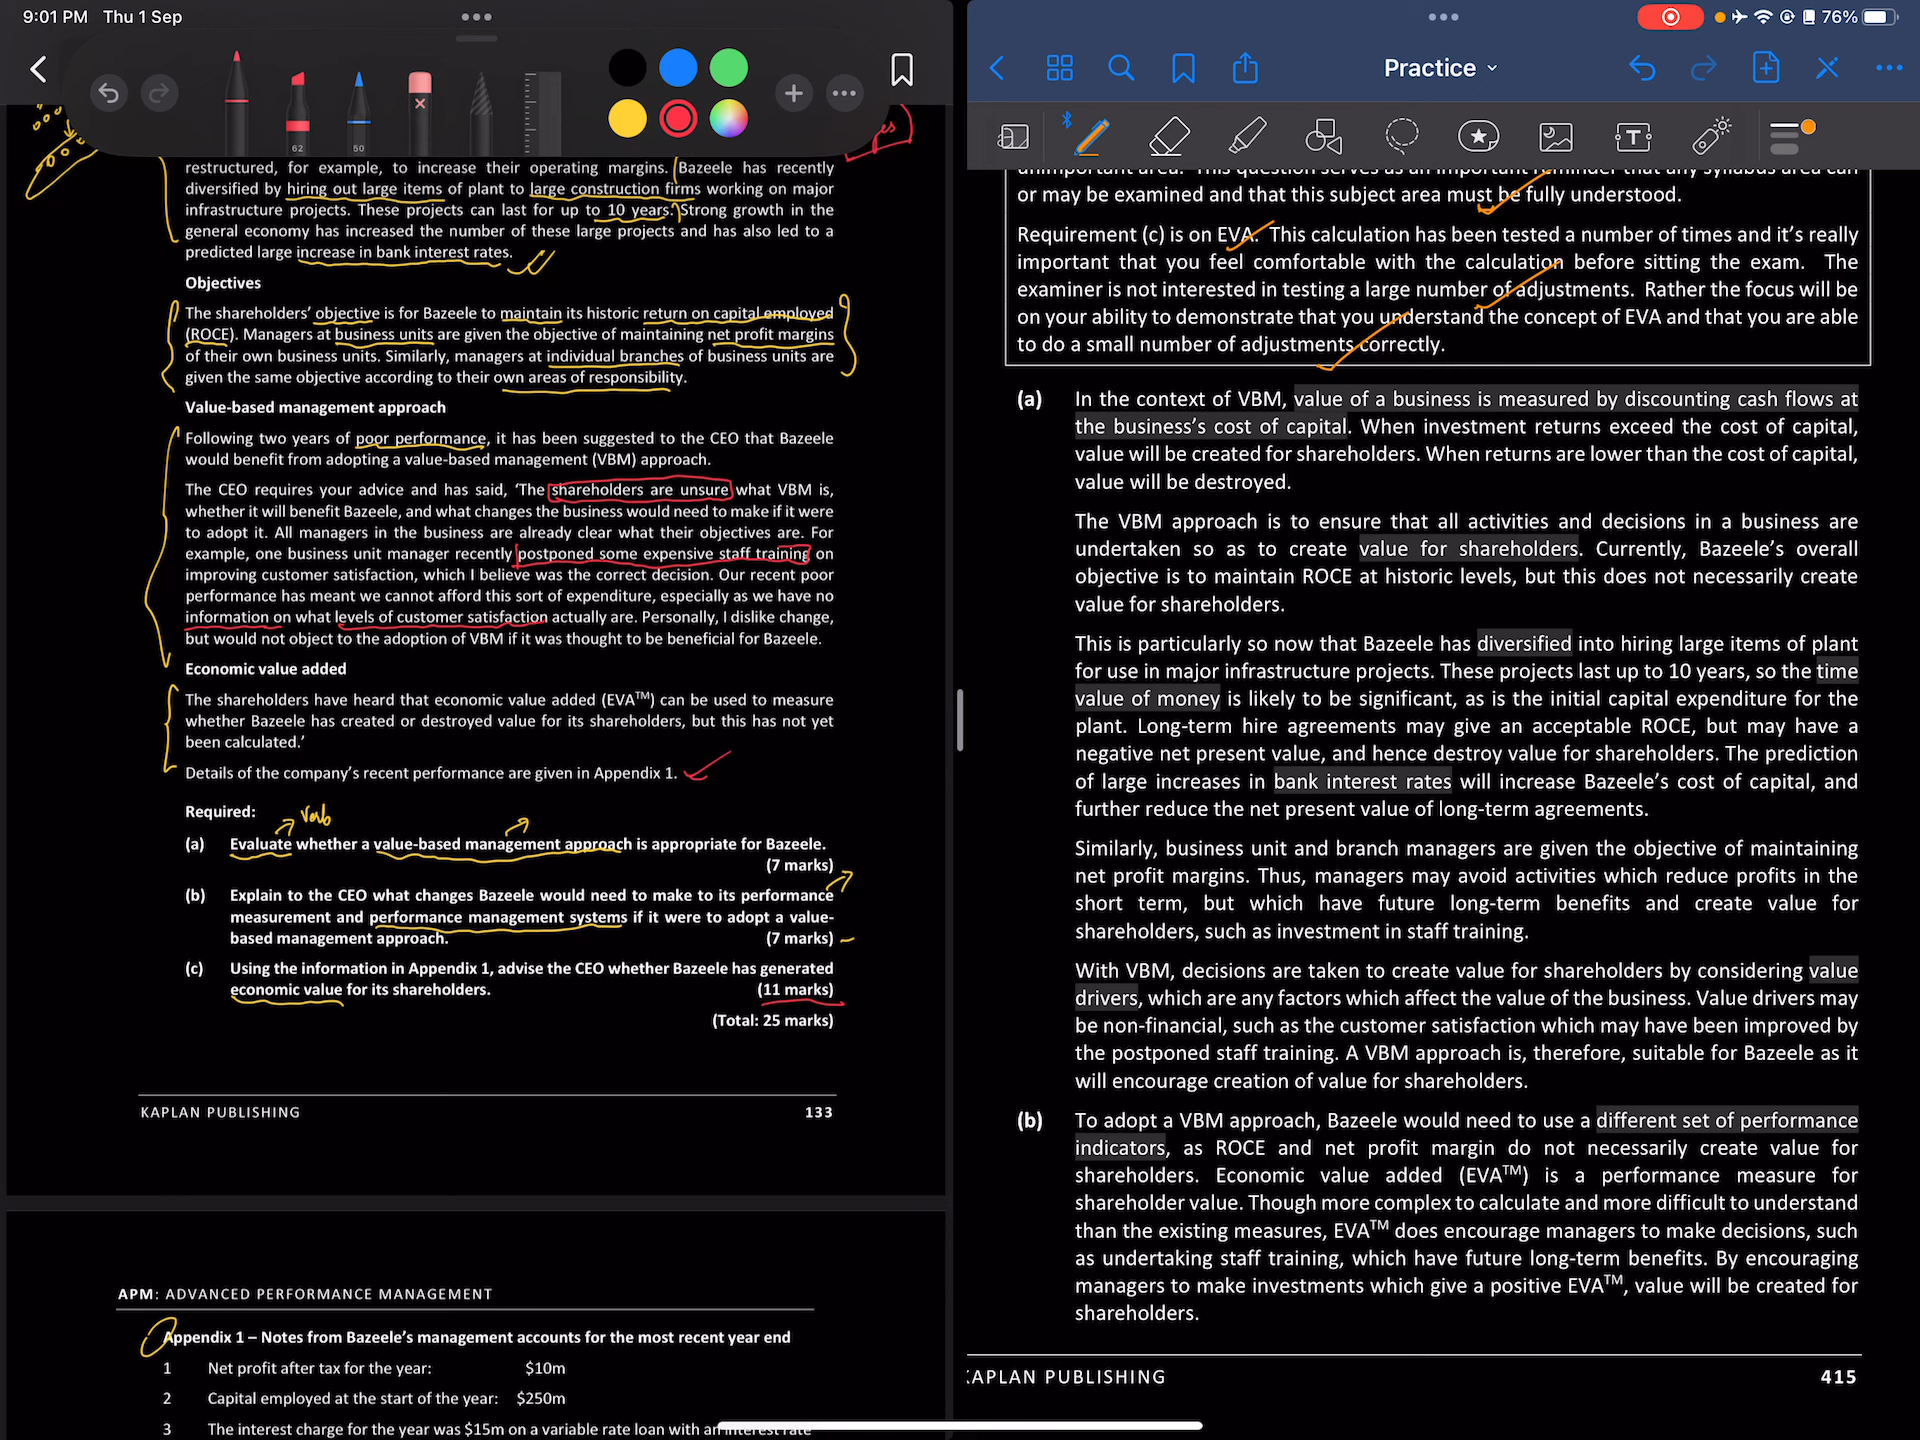 9:01 PM Thu 1 Sep
76%
62
50
restructured, for example, to increase their operating margins. Bazeele has recently
diversified by hiring out large items of plant to large construction firms working on major
infrastructure projects. These projects can last for up to 10 years. Strong growth in the
general economy has increased the number of these large projects and has also led to a
predicted large increase in bank interest rates.
Objectives
The shareholders' objective is for Bazeele to maintain its historic return on capital employed
(ROCE). Managers at business units are given the objective of maintaining net profit margins
of their own business units. Similarly, managers at individual branches of business units are
given the same objective according to their own areas of responsibility.
Value-based management approach
Following two years of poor performance, it has been suggested to the CEO that Bazeele
would benefit from adopting a value-based management (VBM) approach.
The CEO requires your advice and has said, 'The shareholders are unsure what VBM is,
whether it will benefit Bazeele, and what changes the business would need to make if it were
to adopt it. All managers in the business are already clear what their objectives are. For
example, one business unit manager recently postponed some expensive staff training on
improving customer satisfaction, which I believe was the correct decision. Our recent poor
performance has meant we cannot afford this sort of expenditure, especially as we have no
information on what levels of customer satisfaction actually are. Personally, I dislike change,
but would not object to the adoption of VBM if it was thought to be beneficial for Bazeele.
Economic value added
The shareholders have heard that economic value added (EVA™) can be used to measure
whether Bazeele has created or destroyed value for its shareholders, but this has not yet
been calculated.'
Details of the company's recent performance are given in Appendix 1.
Required:
Verb
(a) Evaluate whether a value-based management approach is appropriate for Bazeele.
(7 marks)
(b) Explain to the CEO what changes Bazeele would need to make to its performance
measurement and performance management systems if it were to adopt a value-
based management approach. (7 marks)
(c) Using the information in Appendix 1, advise the CEO whether Bazeele has generated
economic value for its shareholders. (11 marks)
(Total: 25 marks)
KAPLAN PUBLISHING 133
APM: ADVANCED PERFORMANCE MANAGEMENT
Appendix 1 – Notes from Bazeele's management accounts for the most recent year end
1 Net profit after tax for the year: $10m
2 Capital employed at the start of the year: $250m
3 The interest charge for the year was $15m on a variable rate loan with an interest rate
Practice
unimportant area. This question serves as an important reminder that any syllabus area can
or may be examined and that this subject area must be fully understood.
Requirement (c) is on EVA. This calculation has been tested a number of times and it's really
important that you feel comfortable with the calculation before sitting the exam. The
examiner is not interested in testing a large number of adjustments. Rather the focus will be
on your ability to demonstrate that you understand the concept of EVA and that you are able
to do a small number of adjustments correctly.
(a) In the context of VBM, value of a business is measured by discounting cash flows at
the business's cost of capital. When investment returns exceed the cost of capital,
value will be created for shareholders. When returns are lower than the cost of capital,
value will be destroyed.
The VBM approach is to ensure that all activities and decisions in a business are
undertaken so as to create value for shareholders. Currently, Bazeele's overall
objective is to maintain ROCE at historic levels, but this does not necessarily create
value for shareholders.
This is particularly so now that Bazeele has diversified into hiring large items of plant
for use in major infrastructure projects. These projects last up to 10 years, so the time
value of money is likely to be significant, as is the initial capital expenditure for the
plant. Long-term hire agreements may give an acceptable ROCE, but may have a
negative net present value, and hence destroy value for shareholders. The prediction
of large increases in bank interest rates will increase Bazeele's cost of capital, and
further reduce the net present value of long-term agreements.
Similarly, business unit and branch managers are given the objective of maintaining
net profit margins. Thus, managers may avoid activities which reduce profits in the
short term, but which have future long-term benefits and create value for
shareholders, such as investment in staff training.
With VBM, decisions are taken to create value for shareholders by considering value
drivers, which are any factors which affect the value of the business. Value drivers may
be non-financial, such as the customer satisfaction which may have been improved by
the postponed staff training. A VBM approach is, therefore, suitable for Bazeele as it
will encourage creation of value for shareholders.
(b) To adopt a VBM approach, Bazeele would need to use a different set of performance
indicators, as ROCE and net profit margin do not necessarily create value for
shareholders. Economic value added (EVA™) is a performance measure for
shareholder value. Though more complex to calculate and more difficult to understand
than the existing measures, EVA™ does encourage managers to make decisions, such
as undertaking staff training, which have future long-term benefits. By encouraging
managers to make investments which give a positive EVA™, value will be created for
shareholders.
KAPLAN PUBLISHING 415